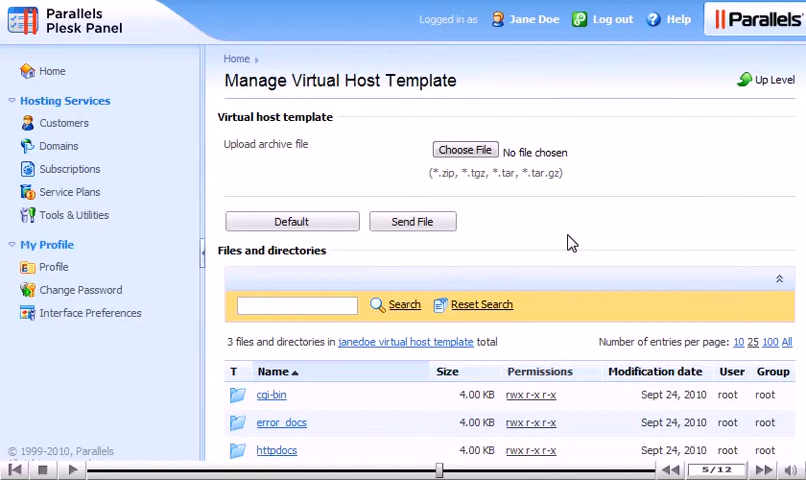 Parallels
Plesk Panel
Logged in as Jane Doe Log out Help
Parallels
Home
Hosting Services
Customers
Domains
Subscriptions
Service Plans
Tools & Utilities
My Profile
Profile
Change Password
Interface Preferences
© 1999-2010, Parallels
Home
Manage Virtual Host Template
Up Level
Virtual host template
Upload archive file
Choose File No file chosen
(*.zip, *.tgz, *.tar, *.tar.gz)
Default Send File
Files and directories
Search Reset Search
3 files and directories in janedoe virtual host template total
Number of entries per page: 10 25 100 All
T Name Size Permissions Modification date User Group
cgi-bin 4.00 KB rwx r-x r-x Sept 24, 2010 root root
error_docs 4.00 KB rwx r-x r-x Sept 24, 2010 root root
httpdocs 4.00 KB rwx r-x r-x Sept 24, 2010 root root
5/12